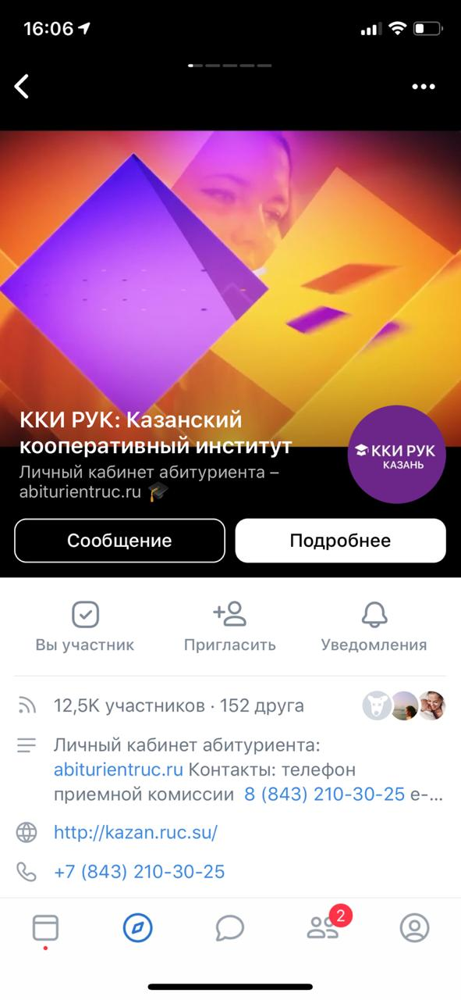 16:06
ККИ РУК: Казанский
кооперативный институт
Личный кабинет абитуриента –
abiturientruc.ru 🎓
ККИ РУК
КАЗАНЬ
Сообщение
Подробнее
Вы участник
Пригласить
Уведомления
12,5K участников · 152 друга
Личный кабинет абитуриента:
abiturientruc.ru Контакты: телефон
приемной комиссии 8 (843) 210-30-25 е-...
http://kazan.ruc.su/
+7 (843) 210-30-25
2